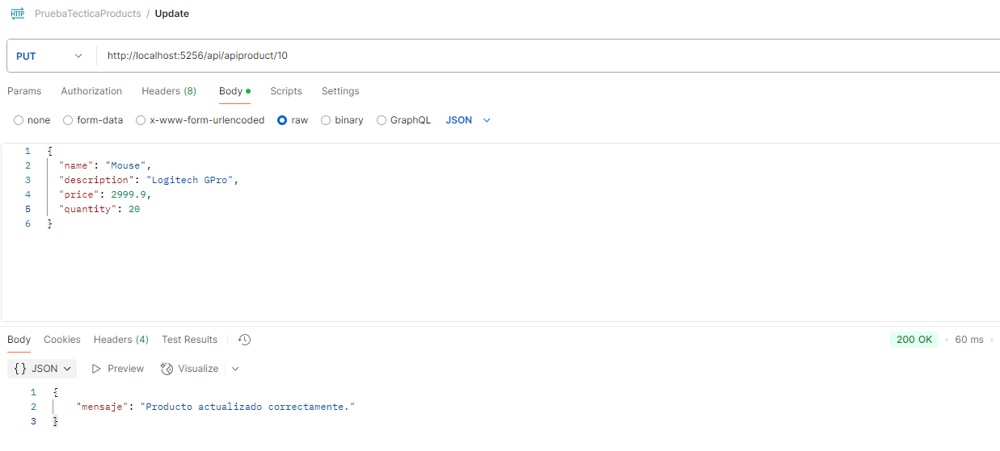 HTTP PruebaTecticaProducts / Update
PUT http://localhost:5256/api/apiproduct/10
Params Authorization Headers (8) Body Scripts Settings
none form-data x-www-form-urlencoded raw binary GraphQL JSON
1 {
2 "name": "Mouse",
3 "description": "Logitech GPro",
4 "price": 2999.9,
5 "quantity": 20
6 }
Body Cookies Headers (4) Test Results 200 OK • 60 ms •
{} JSON Preview Visualize
1 {
2 "mensaje": "Producto actualizado correctamente."
3 }